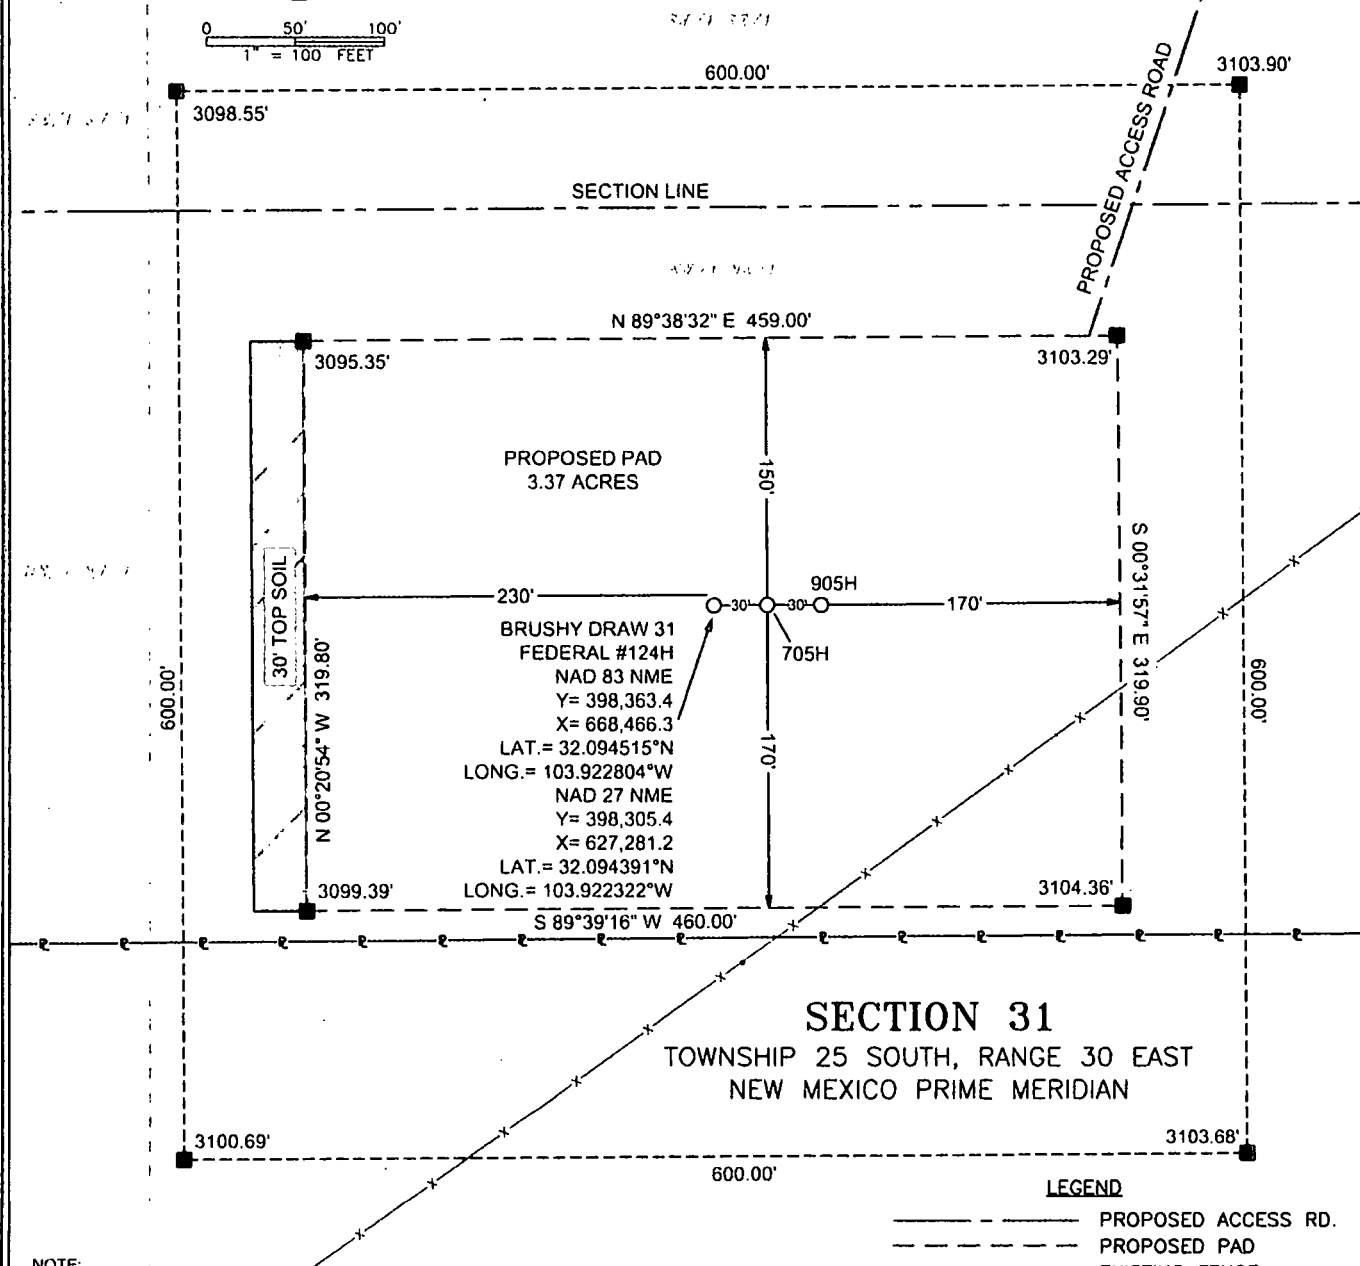 0 50' 100'
1" = 100 FEET
600.00'
3103.90'
3098.55'
PROPOSED ACCESS ROAD
SECTION LINE
N 89°38'32" E 459.00'
3095.35'
3103.29'
PROPOSED PAD
3.37 ACRES
150'
S 00°31'57" E 319.90'
30' TOP SOIL
230'
30'
30'
905H
170'
705H
BRUSHY DRAW 31
FEDERAL #124H
NAD 83 NME
Y= 398,363.4
X= 668,466.3
LAT.= 32.094515°N
LONG.= 103.922804°W
NAD 27 NME
Y= 398,305.4
X= 627,281.2
LAT.= 32.094391°N
LONG.= 103.922322°W
600.00'
N 00°20'54" W 319.80'
170'
600.00'
3099.39'
3104.36'
S 89°39'16" W 460.00'
SECTION 31
TOWNSHIP 25 SOUTH, RANGE 30 EAST
NEW MEXICO PRIME MERIDIAN
3100.69'
3103.68'
600.00'
LEGEND
PROPOSED ACCESS RD.
PROPOSED PAD
NOTE: